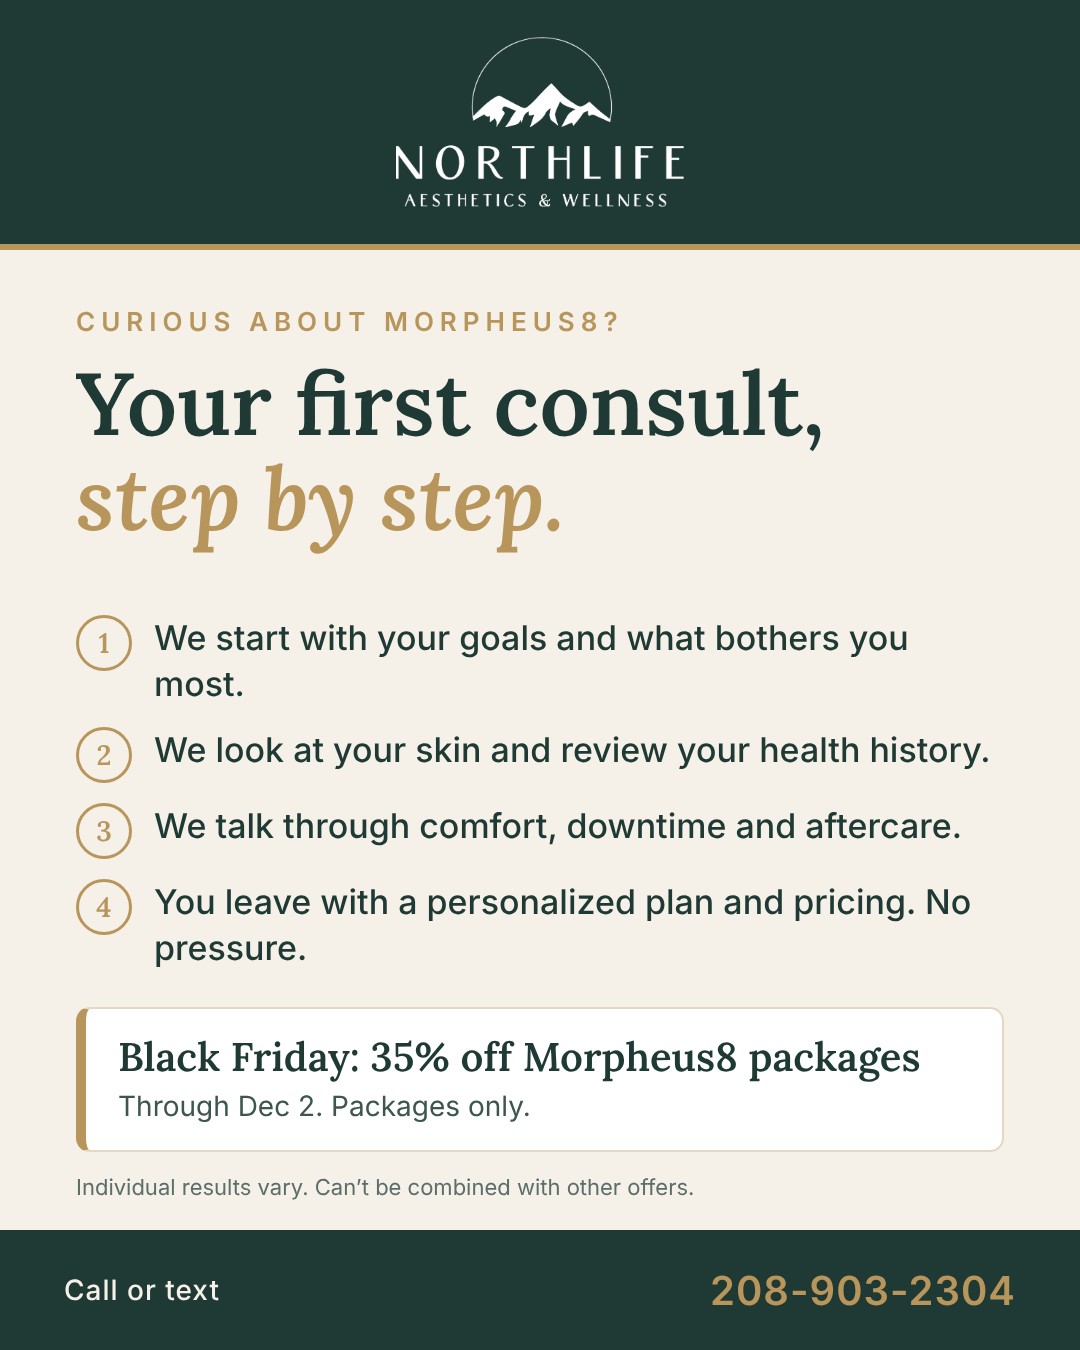 NORTHLIFE
AESTHETICS & WELLNESS
CURIOUS ABOUT MORPHEUS8?
Your first consult,
step by step.
1 We start with your goals and what bothers you
most.
2 We look at your skin and review your health history.
3 We talk through comfort, downtime and aftercare.
4 You leave with a personalized plan and pricing. No
pressure.
Black Friday: 35% off Morpheus8 packages
Through Dec 2. Packages only.
Individual results vary. Can’t be combined with other offers.
Call or text 208-903-2304